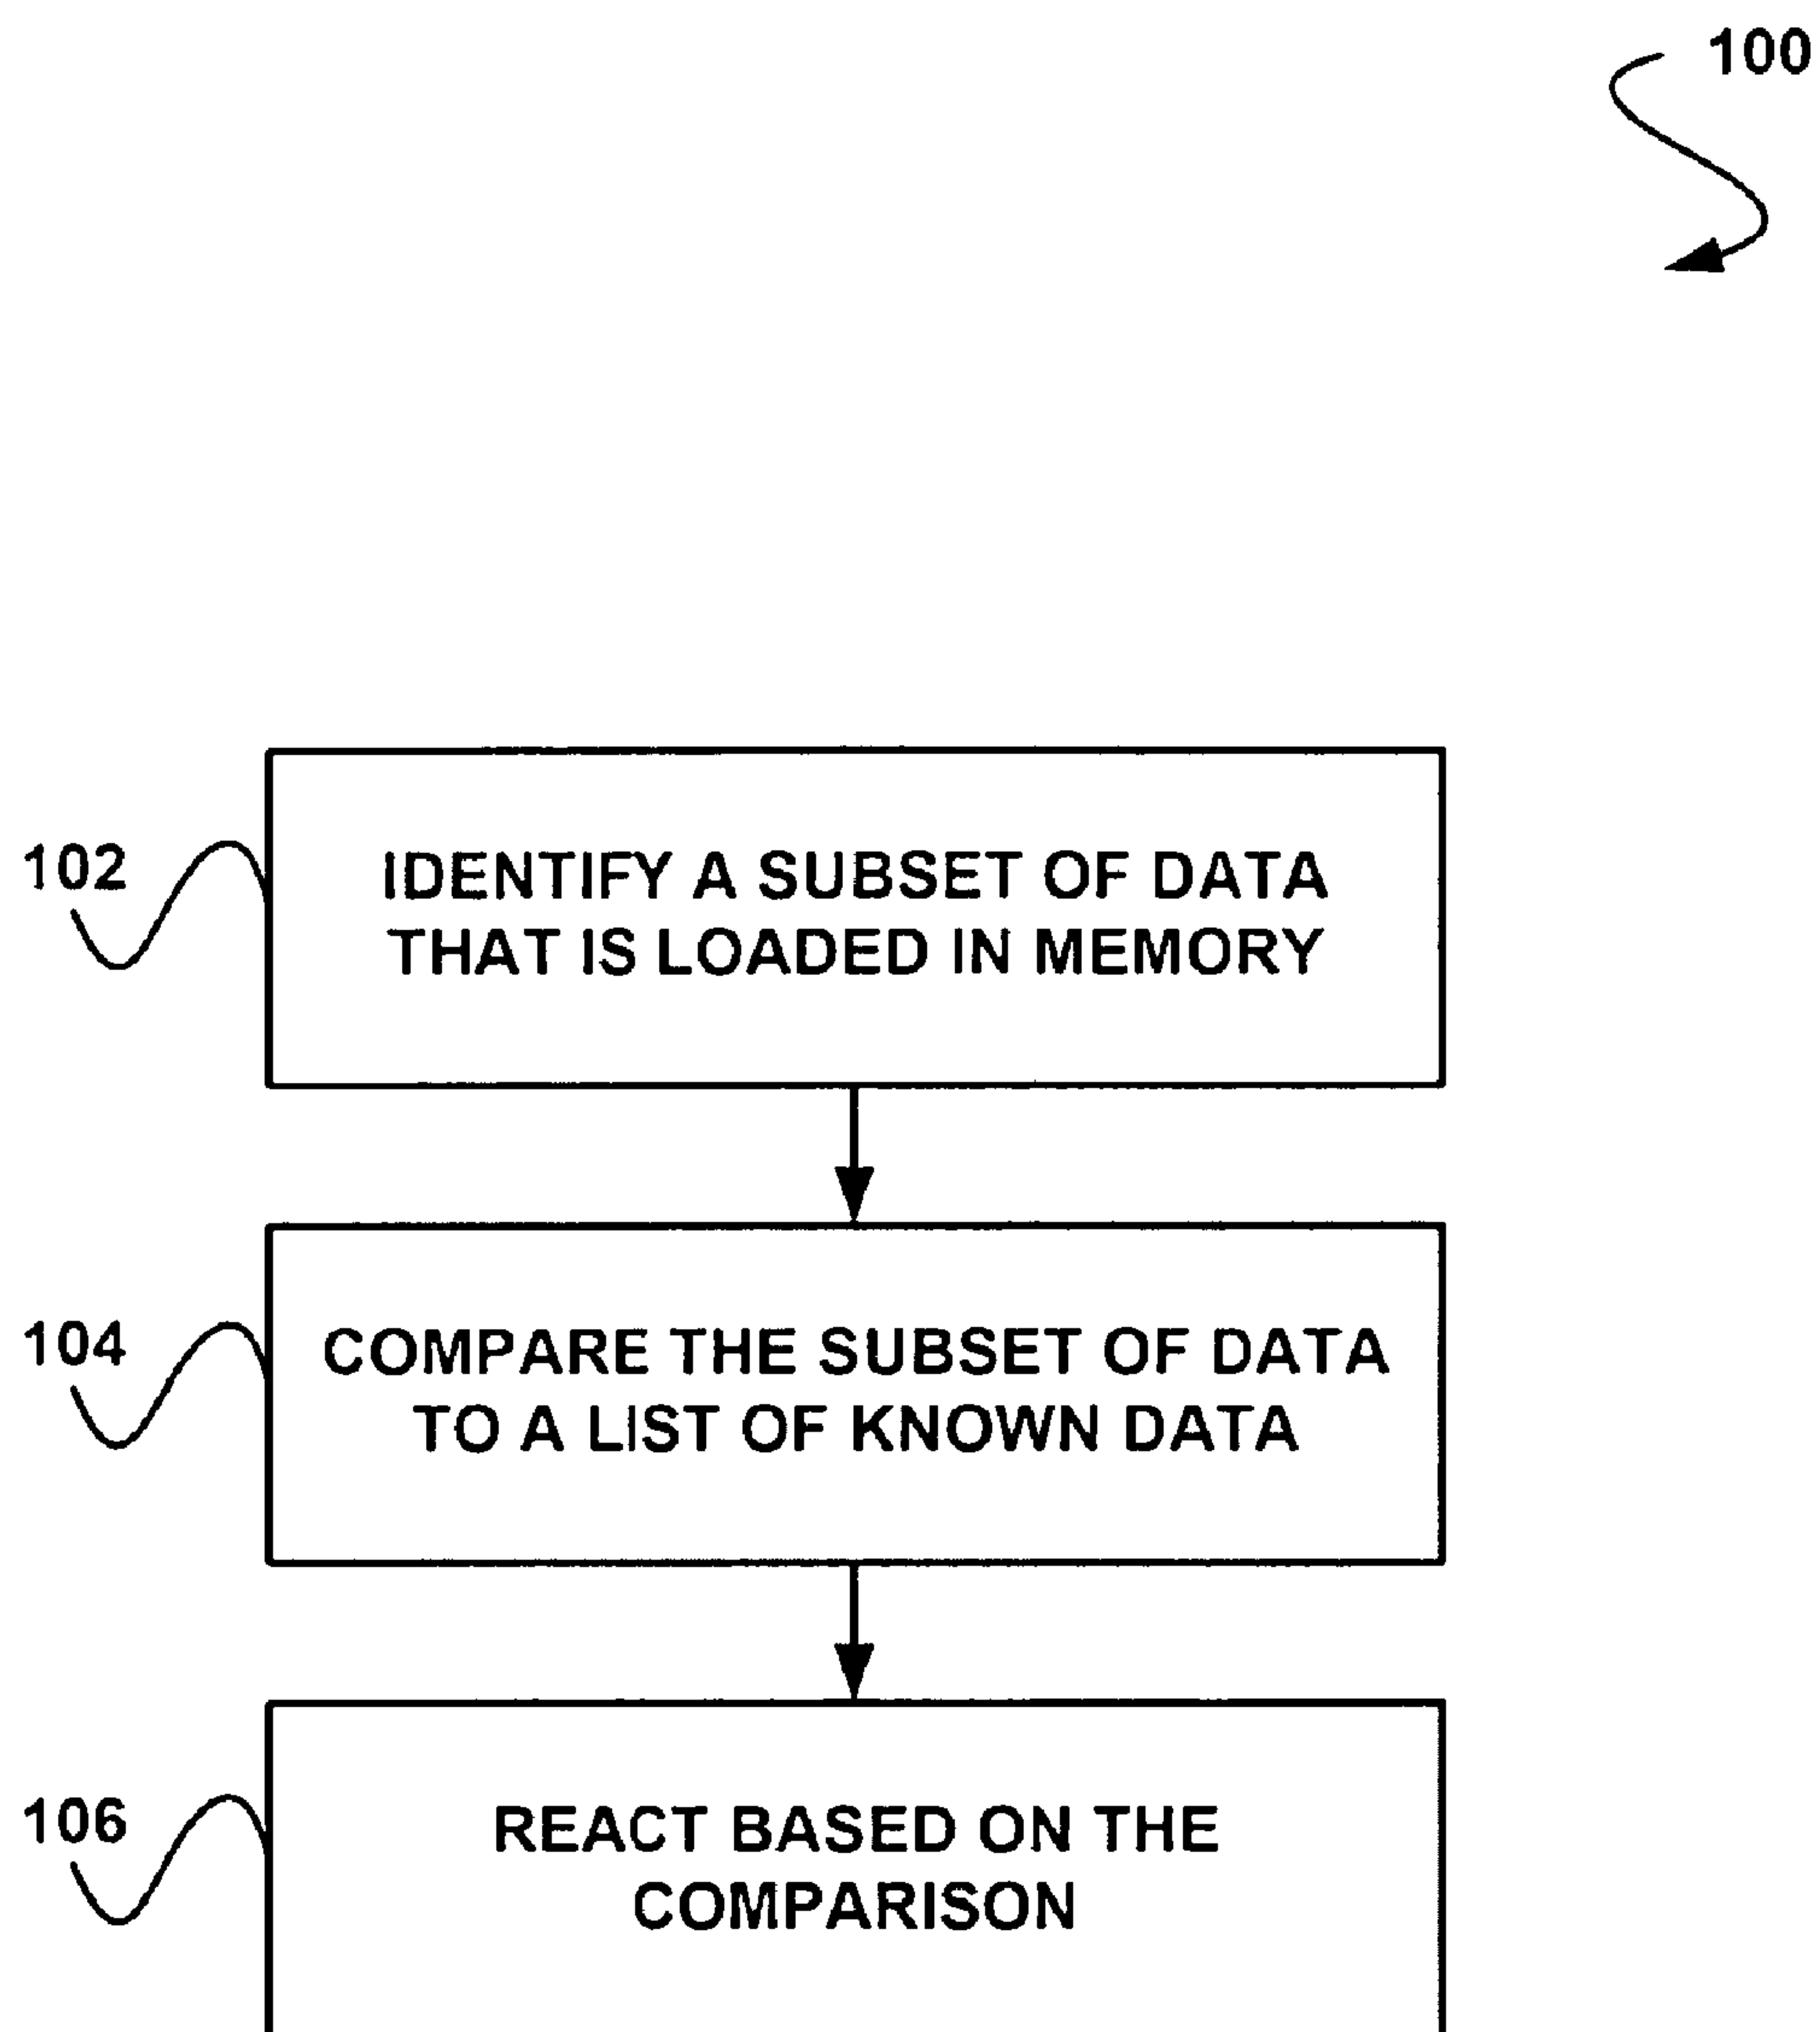 100
102
IDENTIFY A SUBSET OF DATA
THAT IS LOADED IN MEMORY
104
COMPARE THE SUBSET OF DATA
TO A LIST OF KNOWN DATA
106
REACT BASED ON THE
COMPARISON